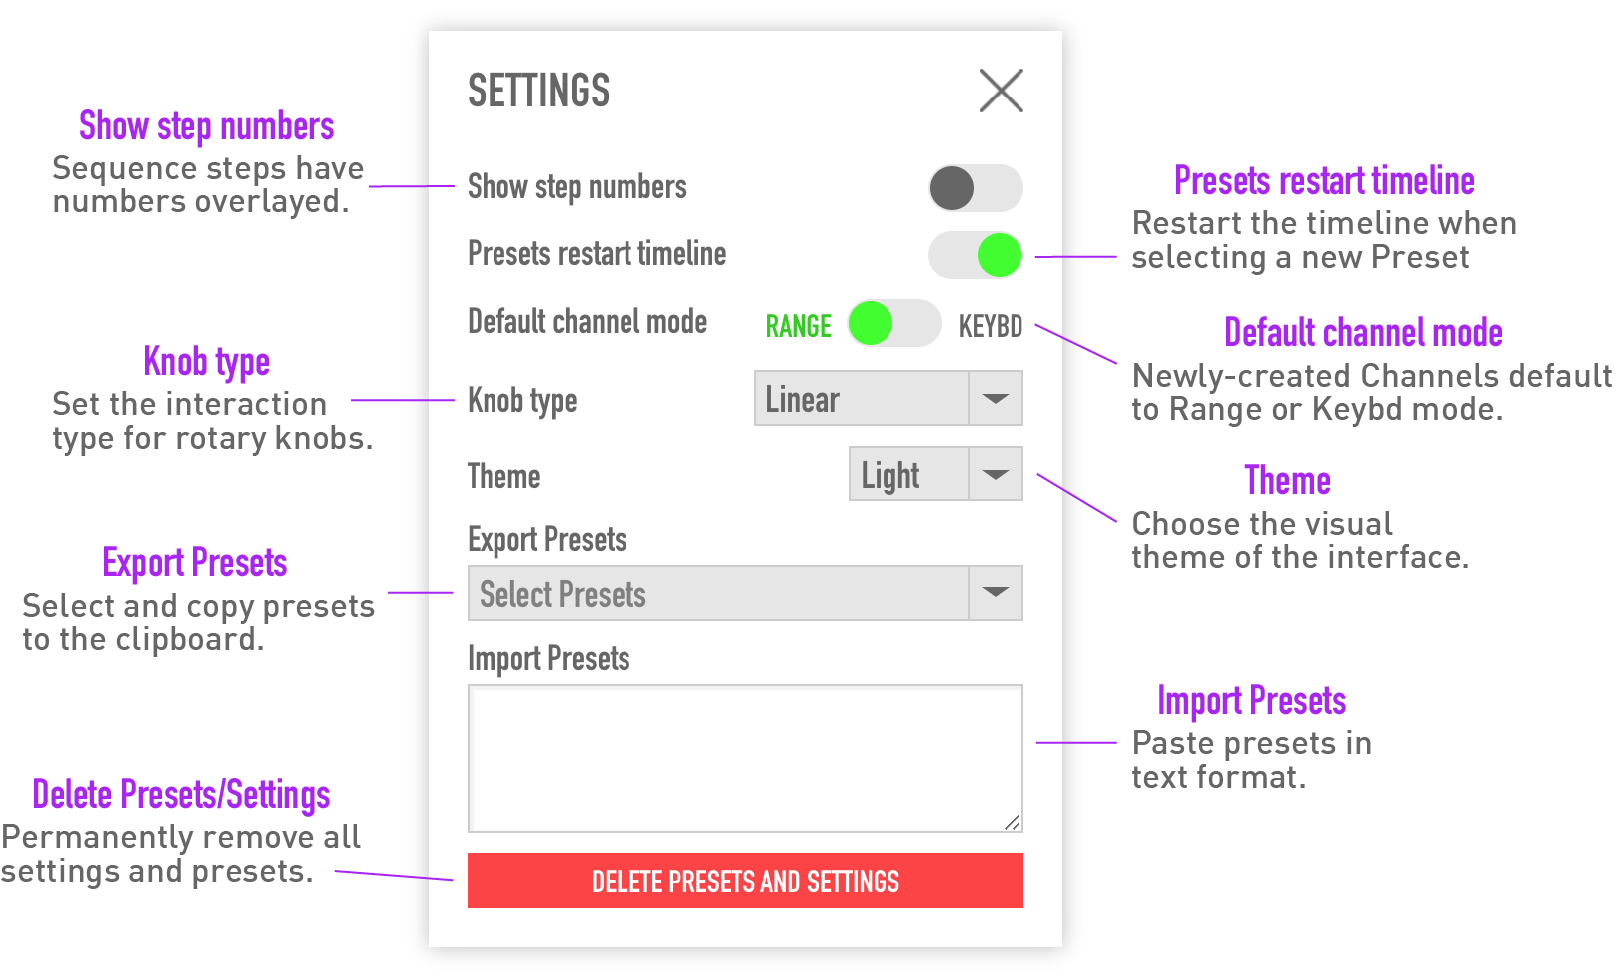 SETTINGS
Show step numbers
Sequence steps have
numbers overlayed.
Show step numbers
Presets restart timeline
Restart the timeline when
selecting a new Preset
Presets restart timeline
Default channel mode
RANGE
KEYBD
Default channel mode
Newly-created Channels default
to Range or Keybd mode.
Knob type
Set the interaction
type for rotary knobs.
Knob type
Linear
Theme
Light
Theme
Choose the visual
theme of the interface.
Export Presets
Select and copy presets
to the clipboard.
Export Presets
Select Presets
Import Presets
Import Presets
Paste presets in
text format.
Delete Presets/Settings
Permanently remove all
settings and presets.
DELETE PRESETS AND SETTINGS